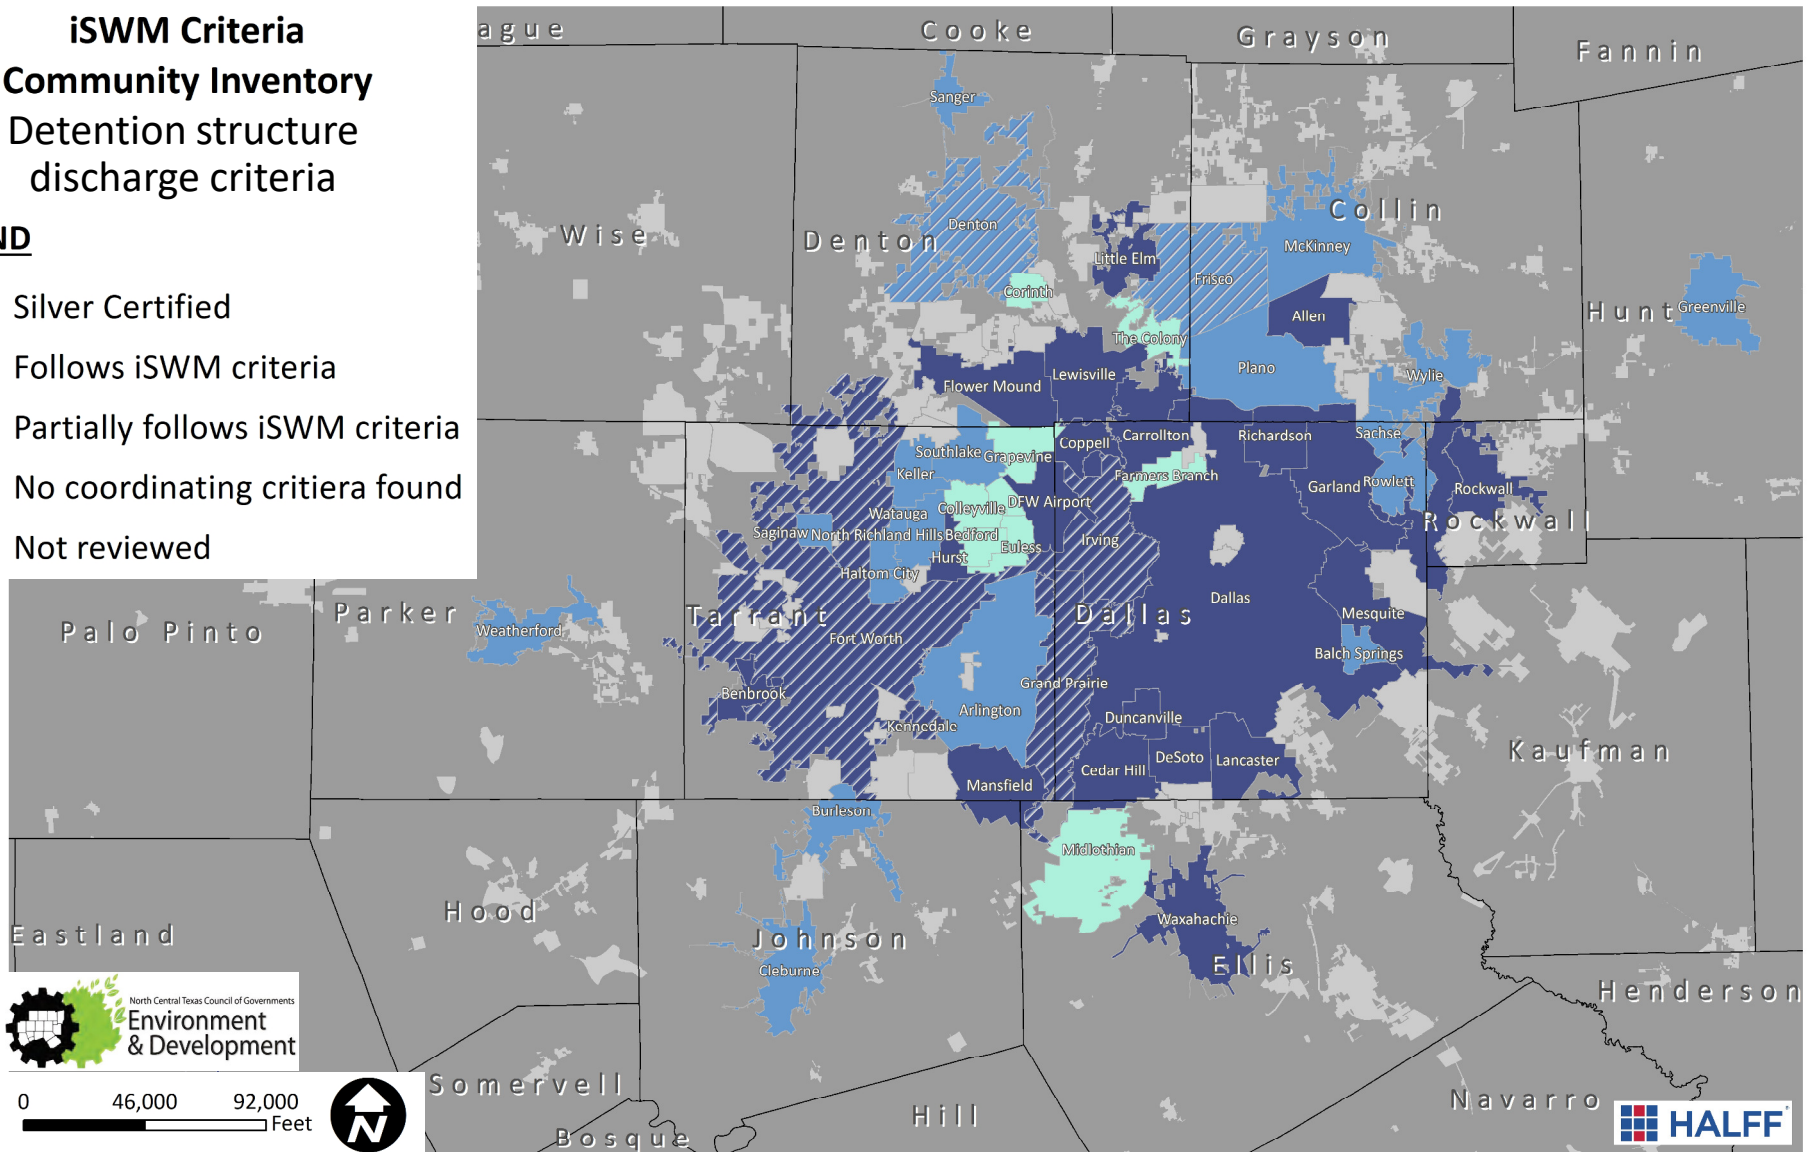 iSWM Criteria
Community Inventory
Detention structure
discharge criteria
ND
Silver Certified
Follows iSWM criteria
Partially follows iSWM criteria
No coordinating critiera found
Not reviewed
ague
Cooke
Grayson
Fannin
Sanger
Wise
Denton
Denton
Collin
McKinney
Little Elm
Frisco
Corinth
Hunt
Greenville
Allen
The Colony
Plano
Wylie
Lewisville
Flower Mound
Coppell
Carrollton
Richardson
Sachse
Southlake
Grapevine
Keller
Farmers Branch
Garland
Rowlett
Rockwall
DFW Airport
Colleyville
Watauga
Rockwall
Saginaw
North Richland Hills
Bedford
Irving
Euless
Hurst
Haltom City
Palo Pinto
Parker
Weatherford
Tarrant
Dallas
Dallas
Mesquite
Fort Worth
Balch Springs
Benbrook
Grand Prairie
Arlington
Duncanville
Kennedale
Kaufman
DeSoto
Lancaster
Cedar Hill
Mansfield
Burleson
Midlothian
Waxahachie
Hood
Eastland
Johnson
Cleburne
Ellis
Henderson
North Central Texas Council of Governments
Environment
& Development
0 46,000 92,000
Feet
N
Somervell
Bosque
Hill
Navarro
HALFF